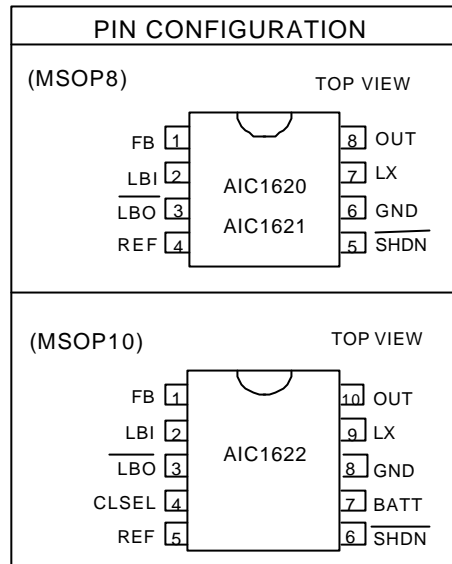 PIN CONFIGURATION
(MSOP8)
TOP VIEW
FB 1
8 OUT
LBI 2
7 LX
AIC1620
LBO 3
6 GND
AIC1621
REF 4
5 SHDN
(MSOP10)
TOP VIEW
FB 1
10 OUT
LBI 2
9 LX
LBO 3
AIC1622
8 GND
CLSEL 4
7 BATT
REF 5
6 SHDN